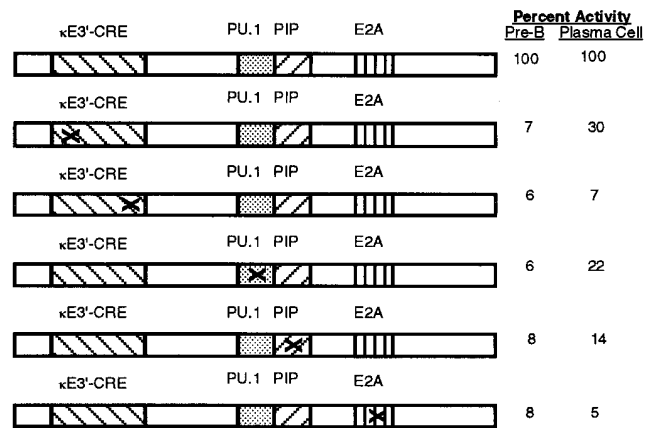 Percent Activity
κE3'-CRE PU.1 PIP E2A Pre-B Plasma Cell
100 100
κE3'-CRE PU.1 PIP E2A
7 30
κE3'-CRE PU.1 PIP E2A
6 7
κE3'-CRE PU.1 PIP E2A
6 22
κE3'-CRE PU.1 PIP E2A
8 14
κE3'-CRE PU.1 PIP E2A
8 5